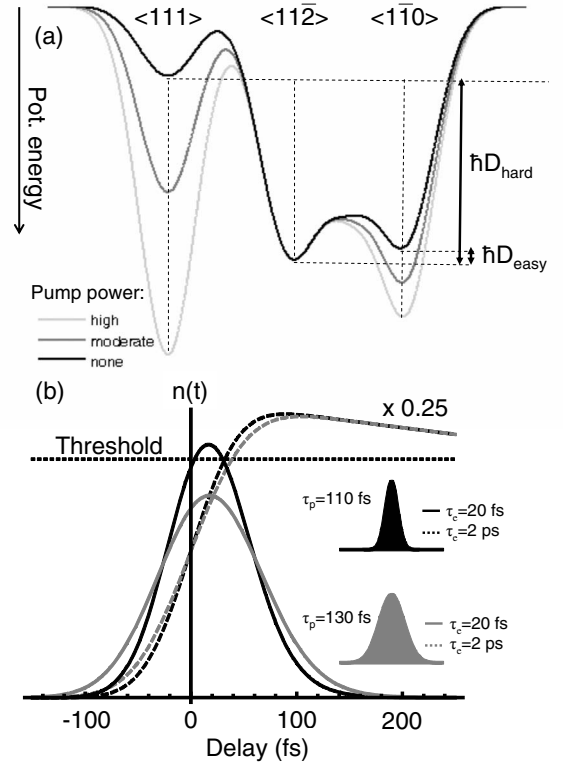 (a)
<111> <112̄> <11̄0>
Pot. energy
ħD_hard
ħD_easy
Pump power:
high
moderate
none
(b)
n(t)
x 0.25
Threshold
τ_p=110 fs
τ_c=20 fs
τ_c=2 ps
τ_p=130 fs
τ_c=20 fs
τ_c=2 ps
-100 0 100 200
Delay (fs)